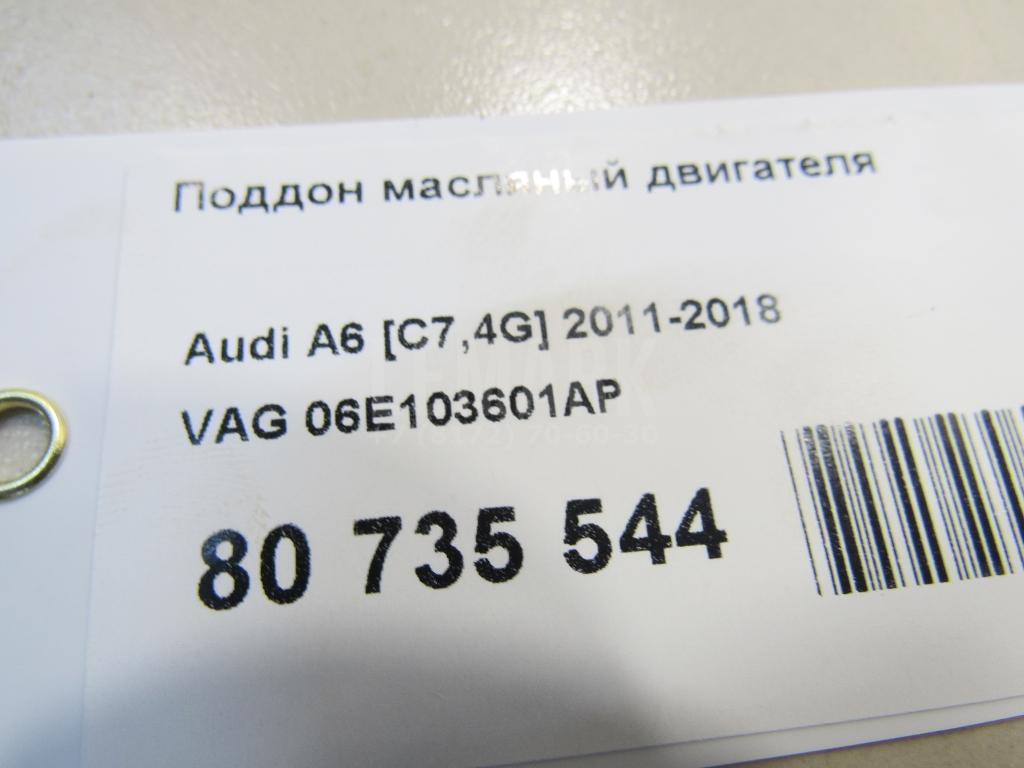 Поддон масляный двигателя
Audi A6 [C7,4G] 2011-2018
VAG 06E103601AP
80 735 544